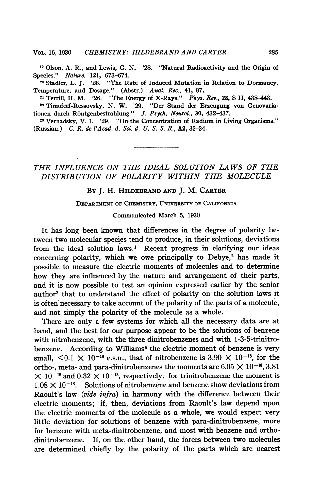 VOL. 16, 1930 CHEMISTRY: HILDEBRAND AND CARTER 285
Olson, A. R., and Lewis, G. N. '28. "Natural Radioactivity and the Origin of
Species." Nature, 121, 673-674.
Stadler, L. J. '28. "The Rate of Induced Mutation in Relation to Dormancy,
Temperature, and Dosage." (Abstr.) Anat. Rec., 41, 97.
Terrill, H. M. '26. "The Energy of X-Rays." Phys. Rev., 28, S II, 438-443.
Timoféeff-Ressovsky, N. W. '29. "Der Stand der Erzeugung von Genovaria-
tionen durch Röntgenbestrahlung." J. Psych. Neurol., 39, 432-437.
Vernadsky, V. I. '29. "On the Concentration of Radium in Living Organisms."
(Russian.) C. R. de l'Acad. d. Sci. d. U. S. S. R., A2, 33-34.
THE INFLUENCE ON THE IDEAL SOLUTION LAWS OF THE
DISTRIBUTION OF POLARITY WITHIN THE MOLECULE
BY J. H. HILDEBRAND AND J. M. CARTER
DEPARTMENT OF CHEMISTRY, UNIVERSITY OF CALIFORNIA
Communicated March 5, 1930
It has long been known that differences in the degree of polarity be-
tween two molecular species tend to produce, in their solutions, deviations
from the ideal solution laws.¹ Recent progress in clarifying our ideas
concerning polarity, which we owe principally to Debye,² has made it
possible to measure the electric moments of molecules and to determine
how they are influenced by the nature and arrangement of their parts,
and it is now possible to test an opinion expressed earlier by the senior
author³ that to understand the effect of polarity on the solution laws it
is often necessary to take account of the polarity of the parts of a molecule,
and not simply the polarity of the molecule as a whole.
There are only a few systems for which all the necessary data are at
hand, and the best for our purpose appear to be the solutions of benzene
with nitrobenzene, with the three dinitrobenzenes and with 1-3-5-trinitro-
benzene. According to Williams⁴ the electric moment of benzene is very
small, <0.1 × 10⁻¹⁸ e.s.u., that of nitrobenzene is 3.90 × 10⁻¹⁸, for the
ortho-, meta- and para-dinitrobenzenes the moments are 6.05 × 10⁻¹⁸, 3.81
× 10⁻¹⁸ and 0.32 × 10⁻¹⁸, respectively, for trinitrobenzene the moment is
1.08 × 10⁻¹⁸. Solutions of nitrobenzene and benzene show deviations from
Raoult's law (vide infra) in harmony with the difference between their
electric moments; if, then, deviations from Raoult's law depend upon
the electric moments of the molecule as a whole, we would expect very
little deviation for solutions of benzene with para-dinitrobenzene, more
for benzene with meta-dinitrobenzene, and most with benzene and ortho-
dinitrobenzene. If, on the other hand, the forces between two molecules
are determined chiefly by the polarity of the parts which are nearest